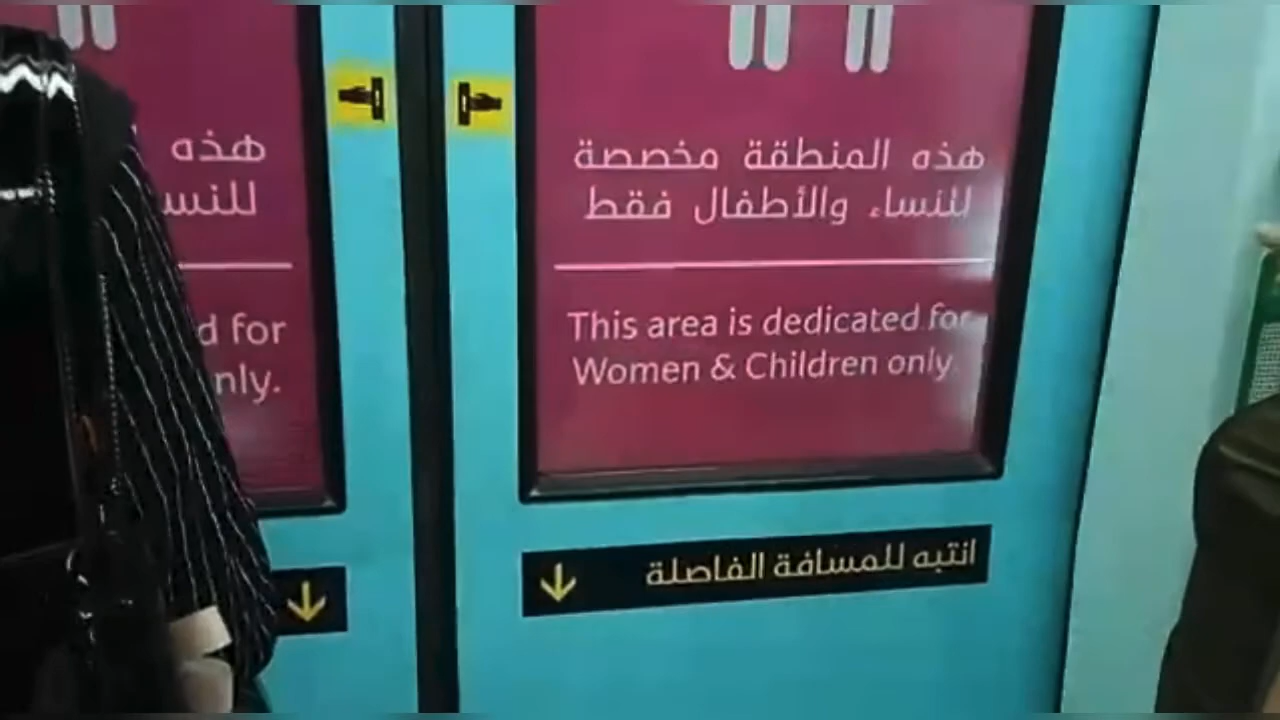 هذه
للنس
d for
nly.
هذه المنطقة مخصصة
للنساء والأطفال فقط
This area is dedicated for
Women & Children only.
انتبه للمسافة الفاصلة